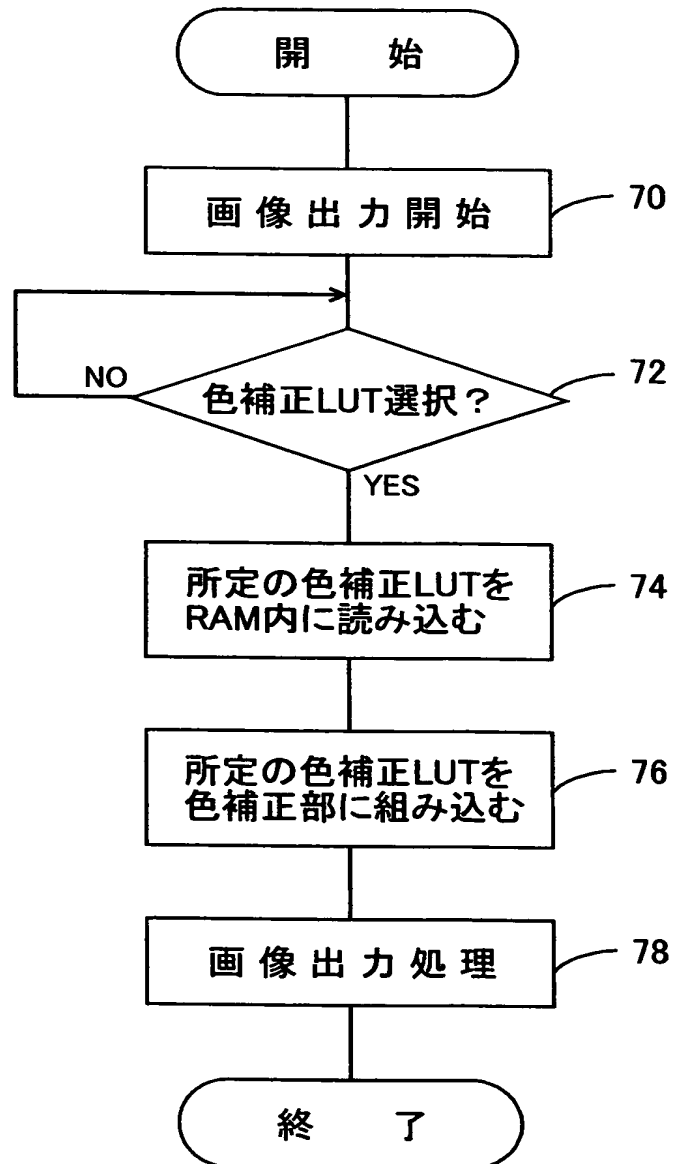 開 始
画像出力開始
70
色補正LUT選択？
72
NO
YES
所定の色補正LUTを
RAM内に読み込む
74
所定の色補正LUTを
色補正部に組み込む
76
画像出力処理
78
終 了